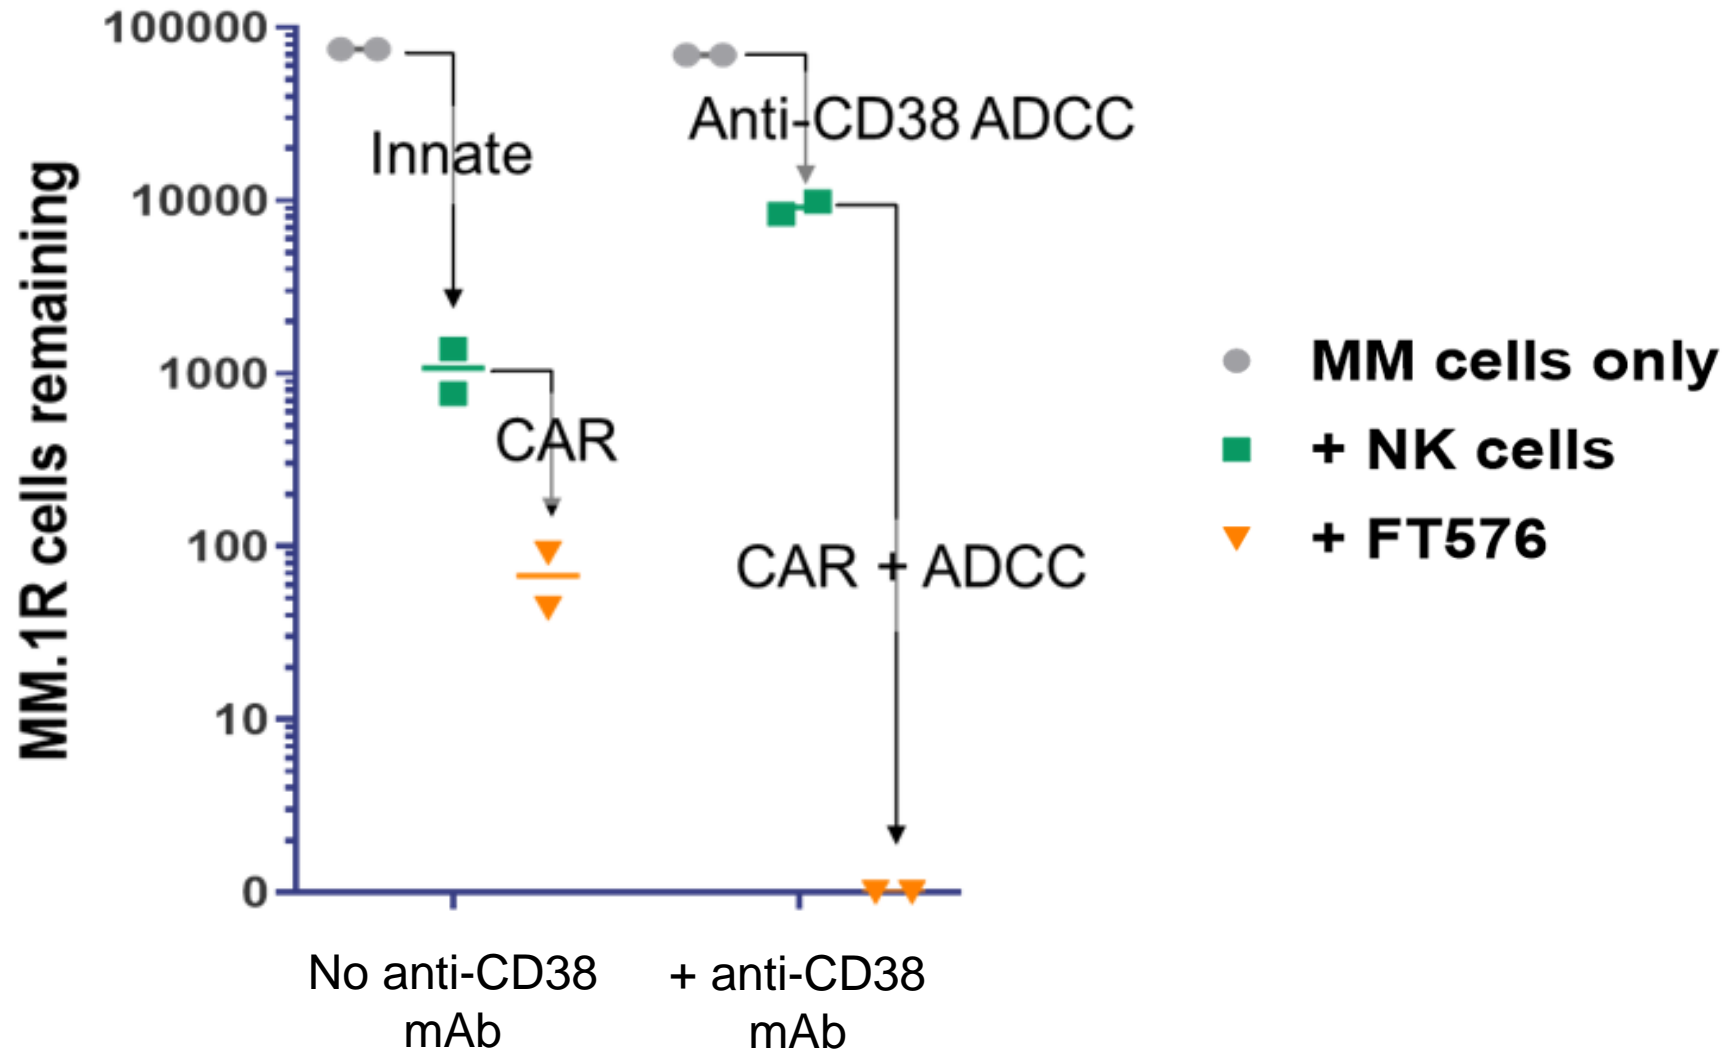 MM.1R cells remaining
100000
10000
1000
100
10
0
Innate
CAR
Anti-CD38 ADCC
CAR + ADCC
No anti-CD38
mAb
+ anti-CD38
mAb
MM cells only
+ NK cells
+ FT576